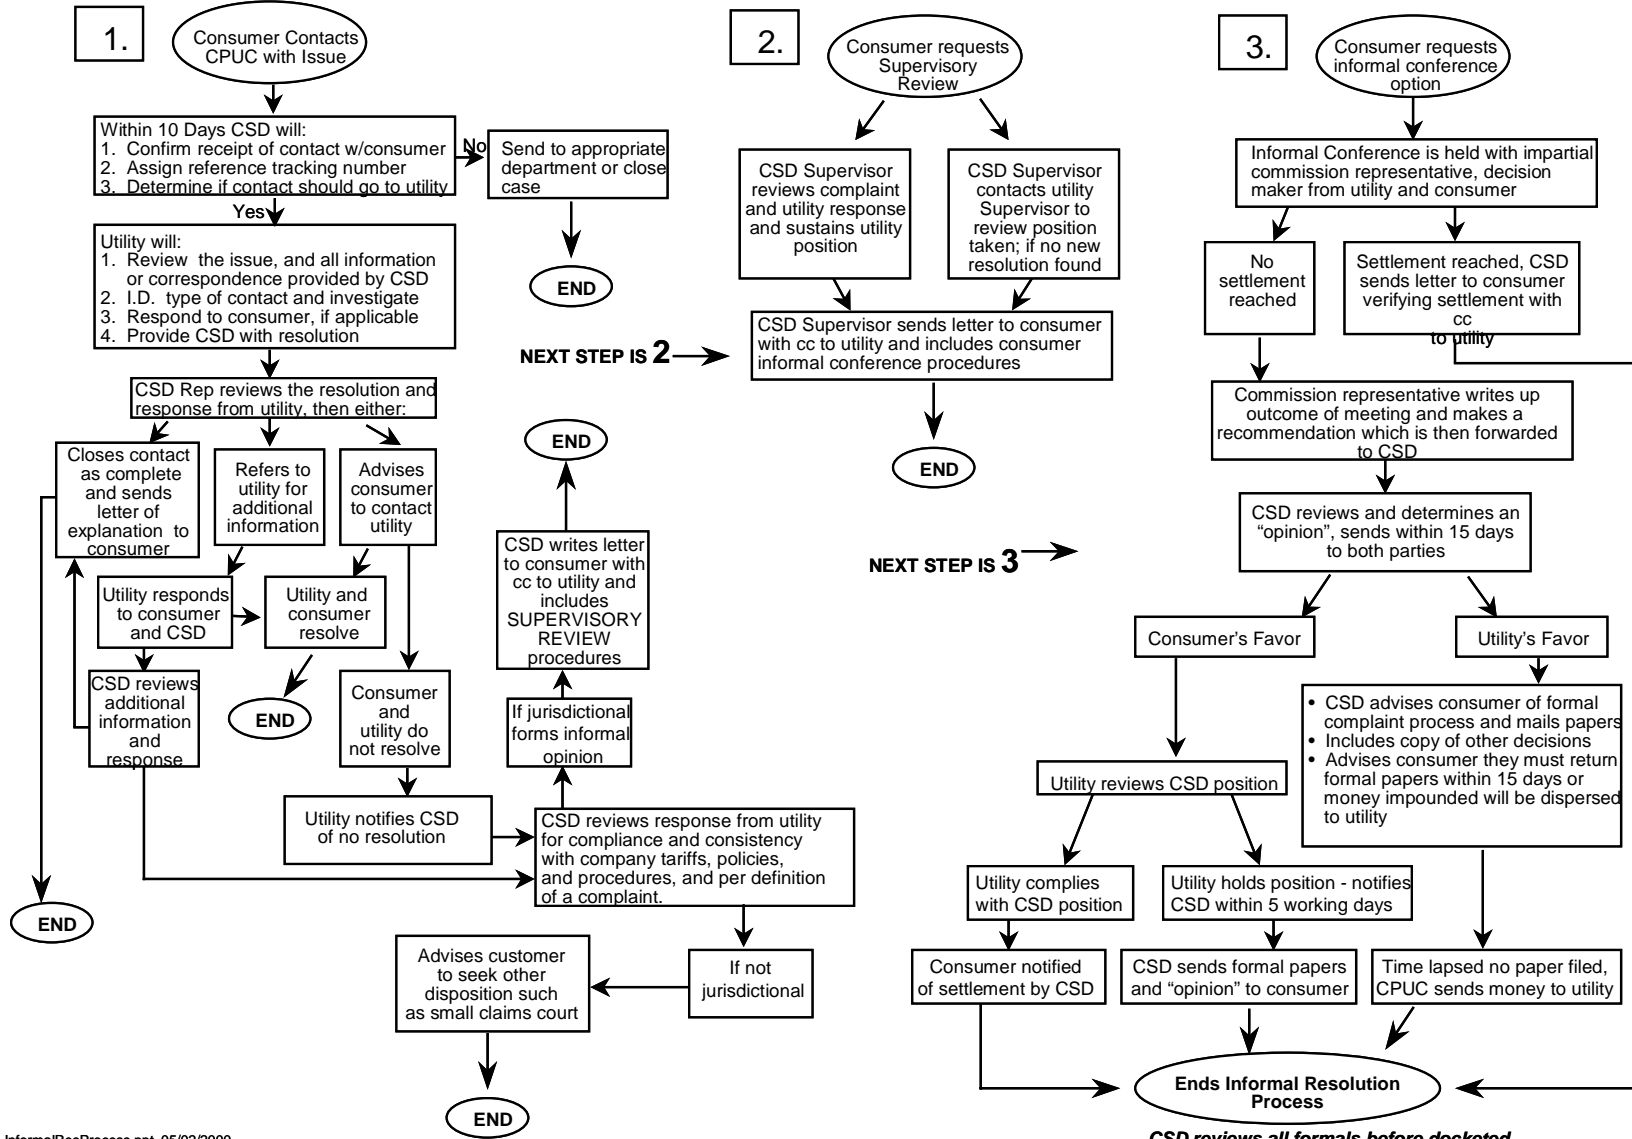 1.
Consumer Contacts
CPUC with Issue
Within 10 Days CSD will:
1. Confirm receipt of contact w/consumer
2. Assign reference tracking number
3. Determine if contact should go to utility
No
Send to appropriate
department or close
case
END
Yes
Utility will:
1. Review the issue, and all information
or correspondence provided by CSD
2. I.D. type of contact and investigate
3. Respond to consumer, if applicable
4. Provide CSD with resolution
CSD Rep reviews the resolution and
response from utility, then either:
Closes contact
as complete
and sends
letter of
explanation to
consumer
Refers to
utility for
additional
information
Advises
consumer
to contact
utility
Utility responds
to consumer
and CSD
Utility and
consumer
resolve
END
CSD reviews
additional
information
and
response
Consumer
and
utility do
not resolve
Utility notifies CSD
of no resolution
END
CSD writes letter
to consumer with
cc to utility and
includes
SUPERVISORY
REVIEW
procedures
If jurisdictional
forms informal
opinion
CSD reviews response from utility
for compliance and consistency
with company tariffs, policies,
and procedures, and per definition
of a complaint.
END
If not
jurisdictional
Advises customer
to seek other
disposition such
as small claims court
END
InformalResProcess.ppt 05/02/2000
2.
Consumer requests
Supervisory
Review
CSD Supervisor
reviews complaint
and utility response
and sustains utility
position
CSD Supervisor
contacts utility
Supervisor to
review position
taken; if no new
resolution found
NEXT STEP IS 2
CSD Supervisor sends letter to consumer
with cc to utility and includes consumer
informal conference procedures
END
NEXT STEP IS 3
3.
Consumer requests
informal conference
option
Informal Conference is held with impartial
commission representative, decision
maker from utility and consumer
No
settlement
reached
Settlement reached, CSD
sends letter to consumer
verifying settlement with
cc
to utility
Commission representative writes up
outcome of meeting and makes a
recommendation which is then forwarded
to CSD
CSD reviews and determines an
“opinion”, sends within 15 days
to both parties
Consumer’s Favor
Utility’s Favor
• CSD advises consumer of formal
complaint process and mails papers
• Includes copy of other decisions
• Advises consumer they must return
formal papers within 15 days or
money impounded will be dispersed
to utility
Utility reviews CSD position
Utility complies
with CSD position
Utility holds position - notifies
CSD within 5 working days
Consumer notified
of settlement by CSD
CSD sends formal papers
and “opinion” to consumer
Time lapsed no paper filed,
CPUC sends money to utility
Ends Informal Resolution
Process
CSD reviews all formals before docketed